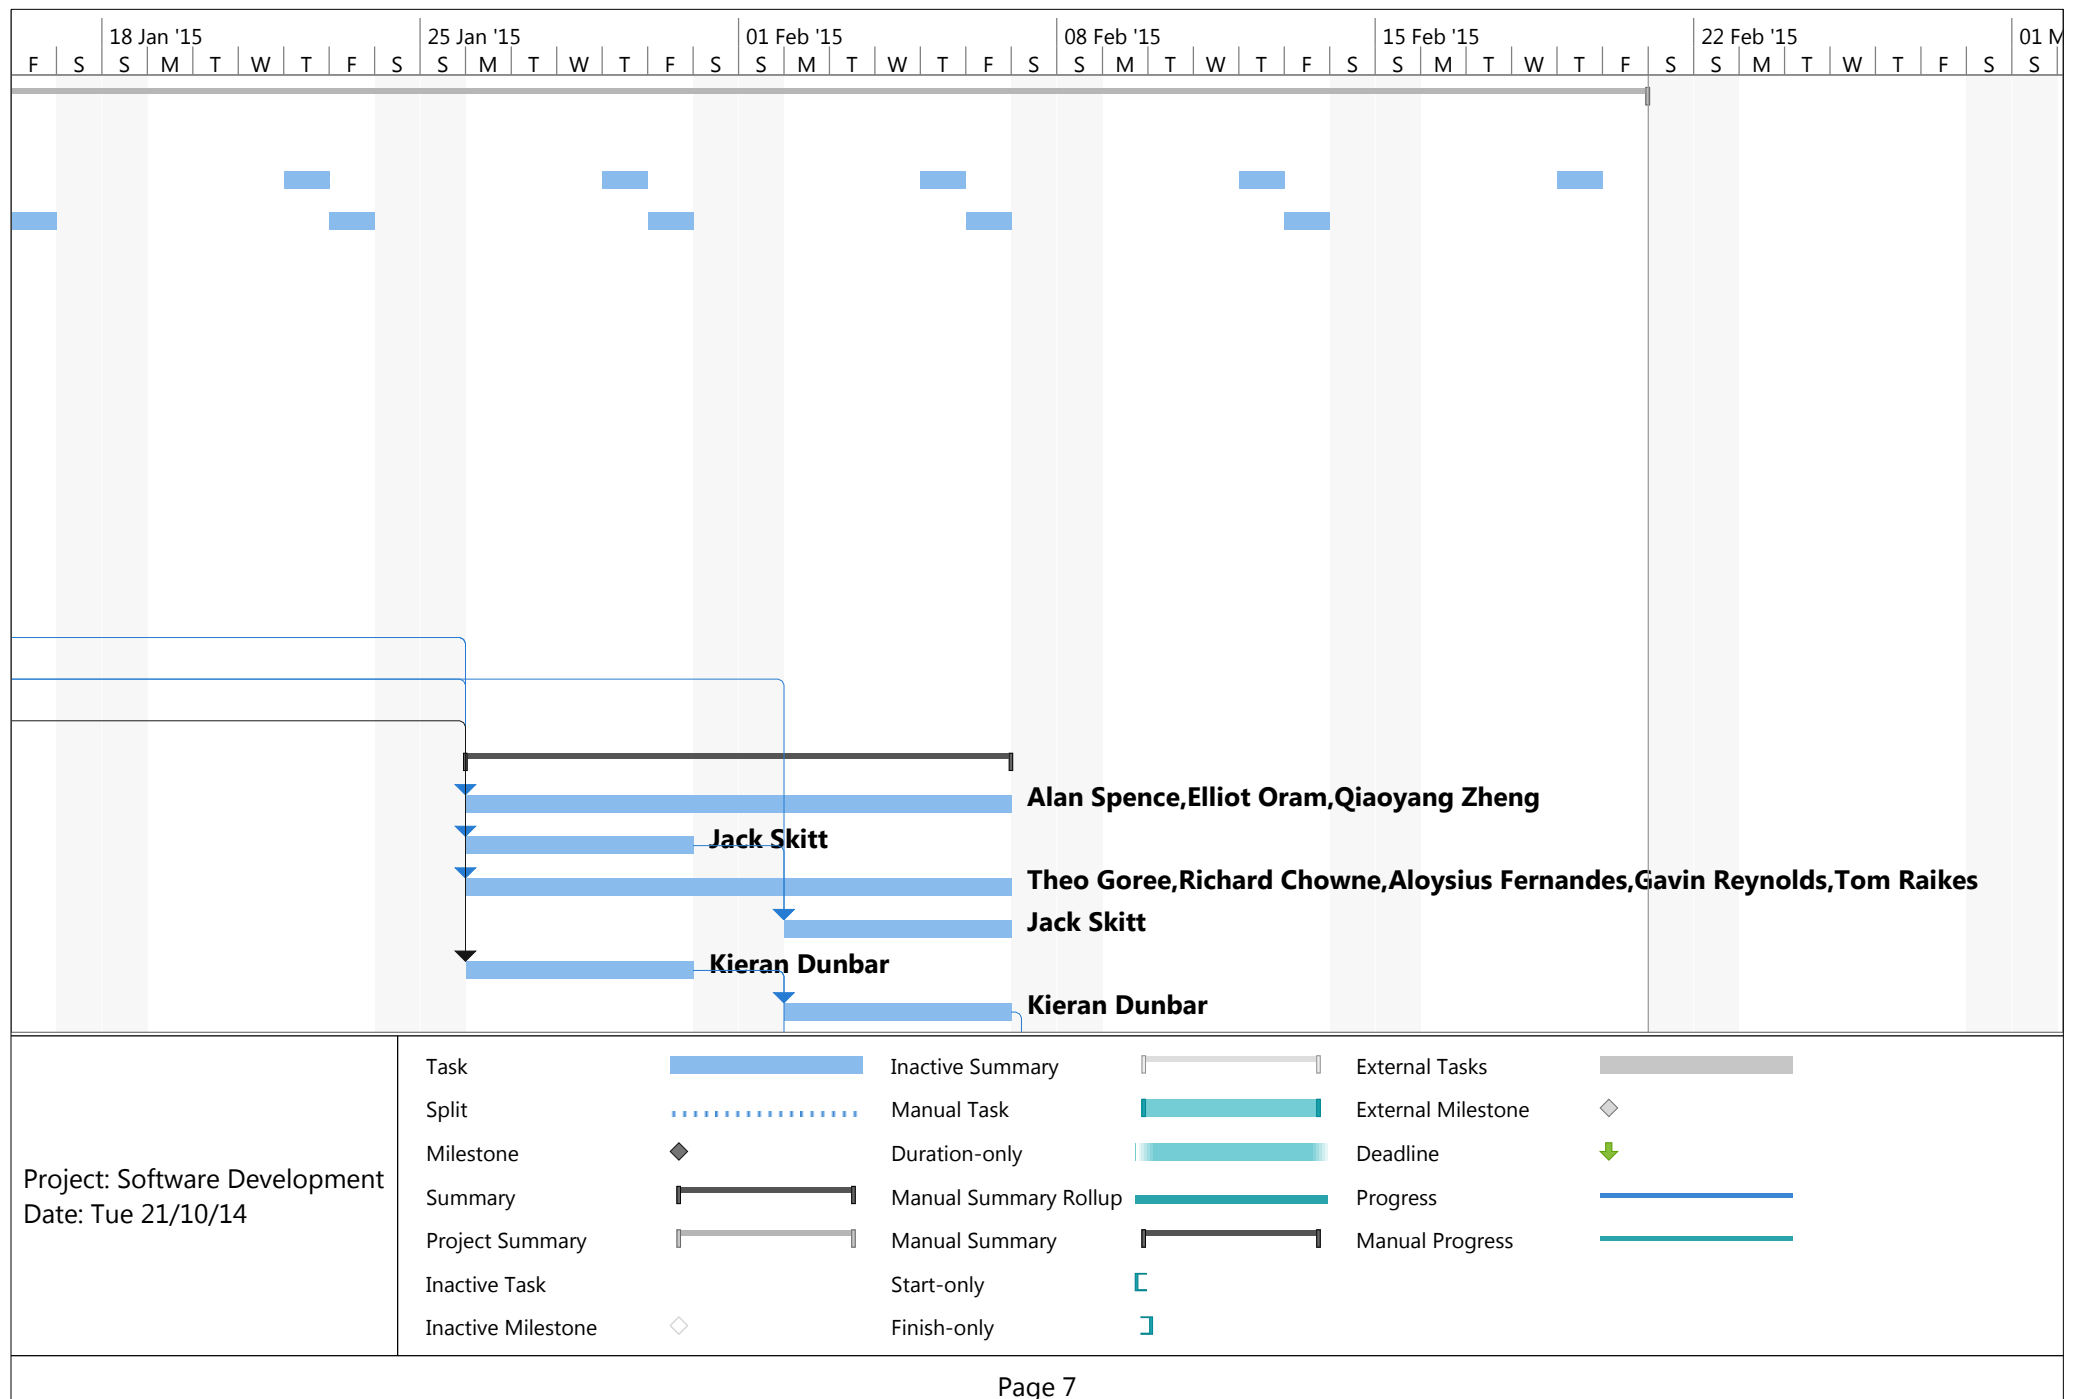 18 Jan '15 25 Jan '15 01 Feb '15 08 Feb '15 15 Feb '15 22 Feb '15 01 M
F S S M T W T F S S M T W T F S S M T W T F S S M T W T F S S M T W T F S S M T W T F S S
Alan Spence,Elliot Oram,Qiaoyang Zheng
Jack Skitt
Theo Goree,Richard Chowne,Aloysius Fernandes,Gavin Reynolds,Tom Raikes
Jack Skitt
Kieran Dunbar
Kieran Dunbar
Project: Software Development
Date: Tue 21/10/14
Task
Split
Milestone
Summary
Project Summary
Inactive Task
Inactive Milestone
Inactive Summary
Manual Task
Duration-only
Manual Summary Rollup
Manual Summary
Start-only
Finish-only
External Tasks
External Milestone
Deadline
Progress
Manual Progress
Page 7